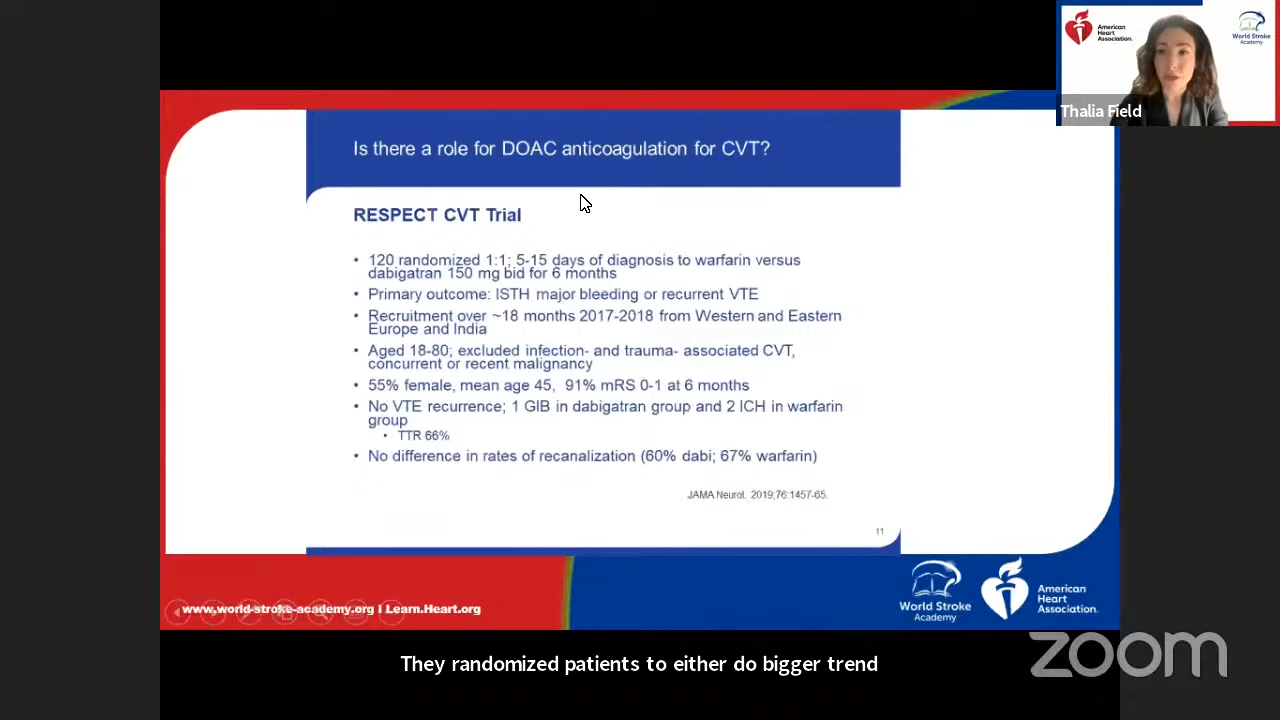 American
Heart
Association.
World Stroke
Academy
Thalia Field
Is there a role for DOAC anticoagulation for CVT?
RESPECT CVT Trial
• 120 randomized 1:1; 5-15 days of diagnosis to warfarin versus
dabigatran 150 mg bid for 6 months
• Primary outcome: ISTH major bleeding or recurrent VTE
• Recruitment over ~18 months 2017-2018 from Western and Eastern
Europe and India
• Aged 18-80; excluded infection- and trauma- associated CVT,
concurrent or recent malignancy
• 55% female, mean age 45, 91% mRS 0-1 at 6 months
• No VTE recurrence; 1 GIB in dabigatran group and 2 ICH in warfarin
group
• TTR 66%
• No difference in rates of recanalization (60% dabi; 67% warfarin)
JAMA Neurol. 2019;76:1457-65.
11
www.world-stroke-academy.org I Learn.Heart.org
World Stroke
Academy
American
Heart
Association.
They randomized patients to either do bigger trend
zoom